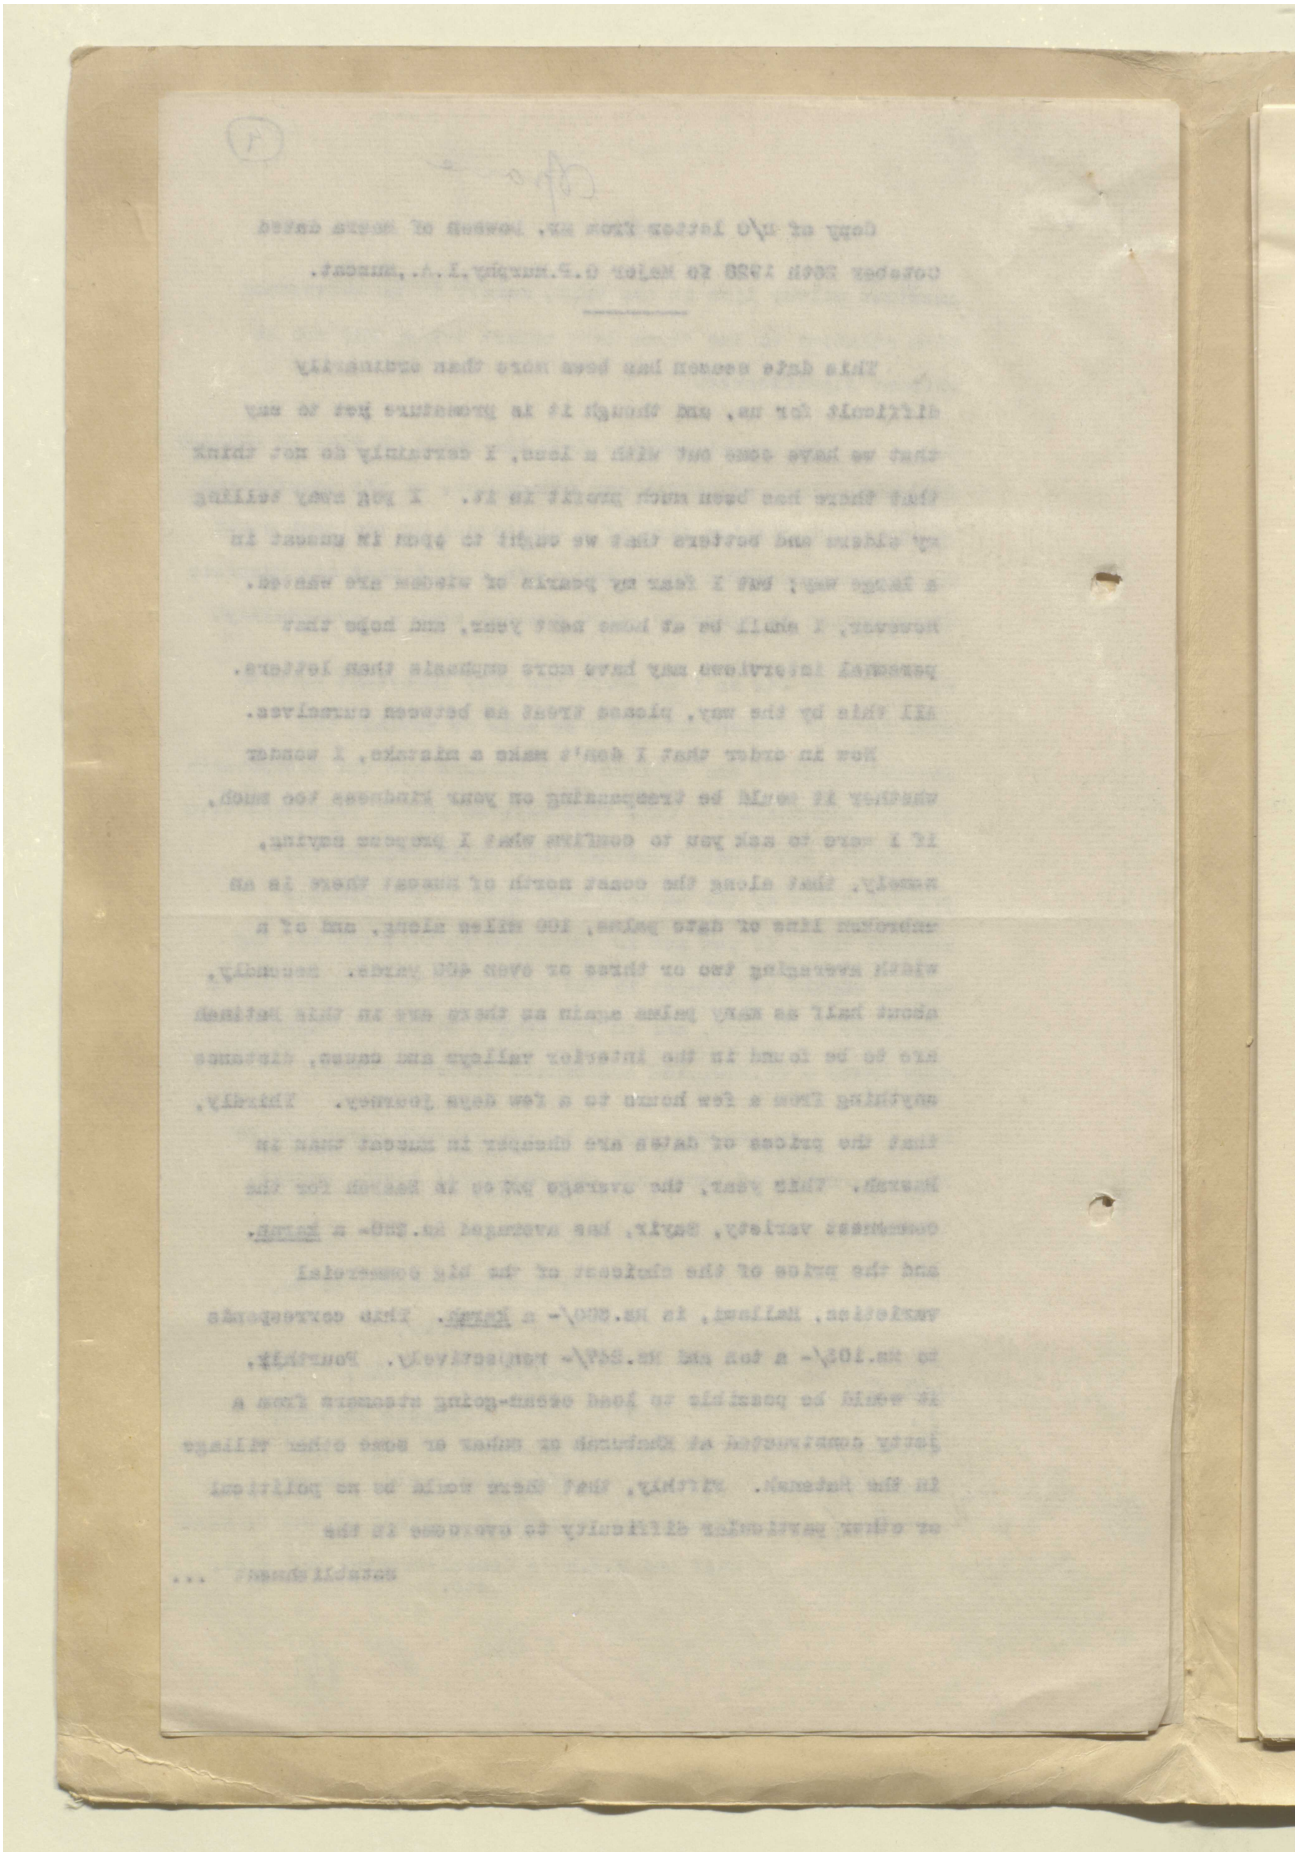 Copy of D/O letter from Mr. Dowson of Basra dated
October 26th 1928 to Major G.P.Murphy.I.A.,Muscat.
This date season has been more than ordinarily
difficult for us, and though it is premature yet to say
that we have come out with a loss, I certainly do not think
that there has been much profit in it. I peg away telling
my elders and betters that we ought to open in Muscat in
a large way; but I fear my pearls of wisdom are wasted.
However, I shall be at home next year, and hope that
personal interviews may have more emphasis than letters.
All this by the way, please treat as between ourselves.
Now in order that I don't make a mistake, I wonder
whether it would be trespassing on your kindness too much,
if I were to ask you to confirm what I propose saying,
namely, that along the coast north of Muscat there is an
unbroken line of date palms, 100 miles along, and of a
width averaging two or three or even 400 yards. Secondly,
about half as many palms again as there are in this Batinah
are to be found in the interior valleys and oases, distance
anything from a few hours to a few days journey. Thirdly,
that the prices of dates are cheaper in Muscat than in
Basrah. This year, the average price in Basrah for the
commonest variety, Sayir, has averaged Rs. a karah.
and the price of the choicest of the big commercial
varieties, Hallawi, is Rs. a karah. This corresponds
to Rs. a ton and Rs. respectively. Fourthly,
it would be possible to load ocean-going steamers from a
jetty constructed at Khaburah or Suhar or some other village
in the Batinah. Fifthly, that there would be no political
or other particular difficulty to overcome in the
establishment ...